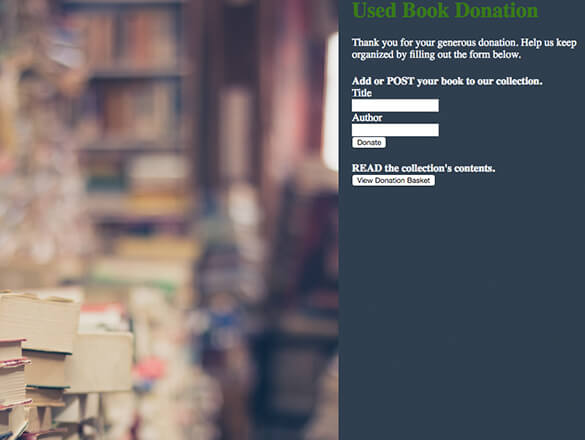 Used Book Donation
Thank you for your generous donation. Help us keep
organized by filling out the form below.
Add or POST your book to our collection.
Title
Author
Donate
READ the collection's contents.
View Donation Basket